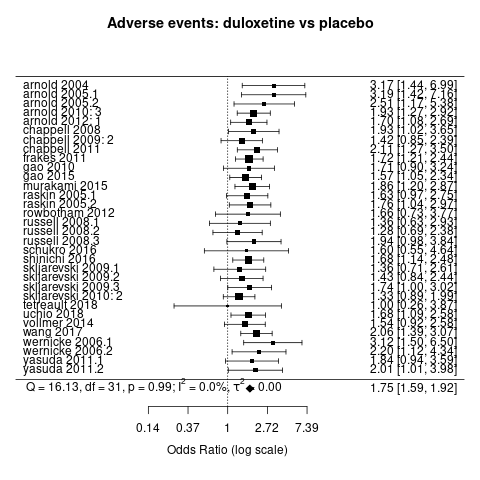 Adverse events: duloxetine vs placebo
arnold 2004 3.17 [1.44, 6.99]
arnold 2005.1 3.19 [1.42, 7.16]
arnold 2005.2 2.51 [1.17, 5.38]
arnold 2010: 3 1.93 [1.27, 2.92]
arnold 2012: 1 1.70 [1.08, 2.69]
chappell 2008 1.93 [1.02, 3.65]
chappell 2009: 2 1.42 [0.85, 2.39]
chappell 2011 2.11 [1.27, 3.50]
frakes 2011 1.72 [1.21, 2.44]
gao 2010 1.71 [0.90, 3.24]
gao 2015 1.57 [1.05, 2.34]
murakami 2015 1.86 [1.20, 2.87]
raskin 2005.1 1.63 [0.97, 2.75]
raskin 2005.2 1.76 [1.04, 2.97]
rowbotham 2012 1.66 [0.73, 3.77]
russell 2008.1 1.36 [0.63, 2.93]
russell 2008.2 1.28 [0.69, 2.38]
russell 2008.3 1.94 [0.98, 3.84]
schukro 2016 1.60 [0.55, 4.64]
shinichi 2016 1.68 [1.14, 2.48]
skljarevski 2009.1 1.36 [0.71, 2.61]
skljarevski 2009.2 1.43 [0.84, 2.44]
skljarevski 2009.3 1.74 [1.00, 3.02]
skljarevski 2010: 2 1.33 [0.89, 1.99]
tetreault 2018 1.00 [0.26, 3.87]
uchio 2018 1.68 [1.09, 2.58]
vollmer 2014 1.54 [0.92, 2.58]
wang 2017 2.06 [1.39, 3.07]
wernicke 2006.1 3.12 [1.50, 6.50]
wernicke 2006.2 2.20 [1.12, 4.34]
yasuda 2011.1 1.84 [0.94, 3.59]
yasuda 2011.2 2.01 [1.01, 3.98]
Q = 16.13, df = 31, p = 0.99; I² = 0.0%, τ² 0.00 1.75 [1.59, 1.92]
0.14 0.37 1 2.72 7.39
Odds Ratio (log scale)